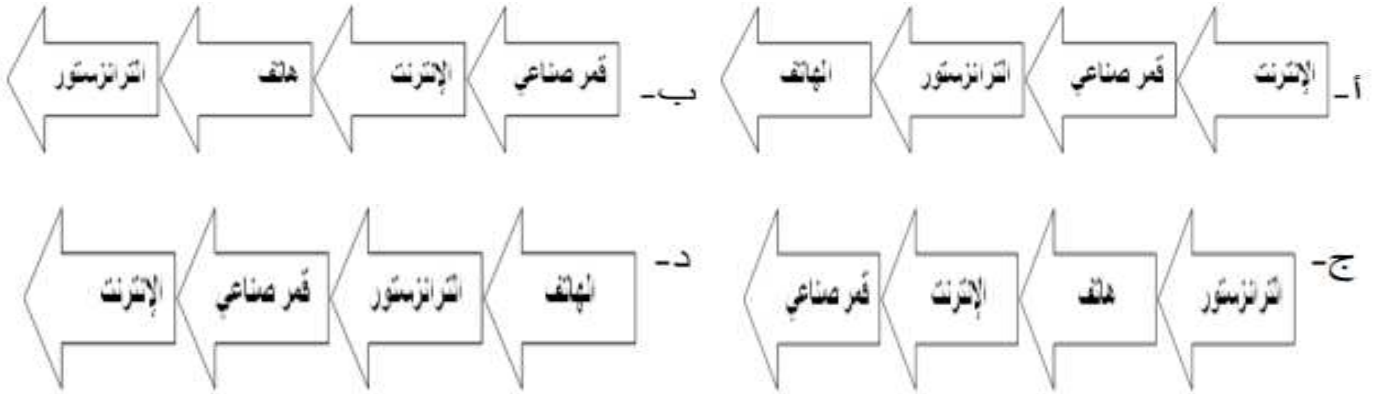 أ- الإنترنت قمر صناعي الترانزستور الهاتف
ب- قمر صناعي الإنترنت هاتف الترانزستور
ج- الترانزستور هاتف الإنترنت قمر صناعي
د- الهاتف الترانزستور قمر صناعي الإنترنت